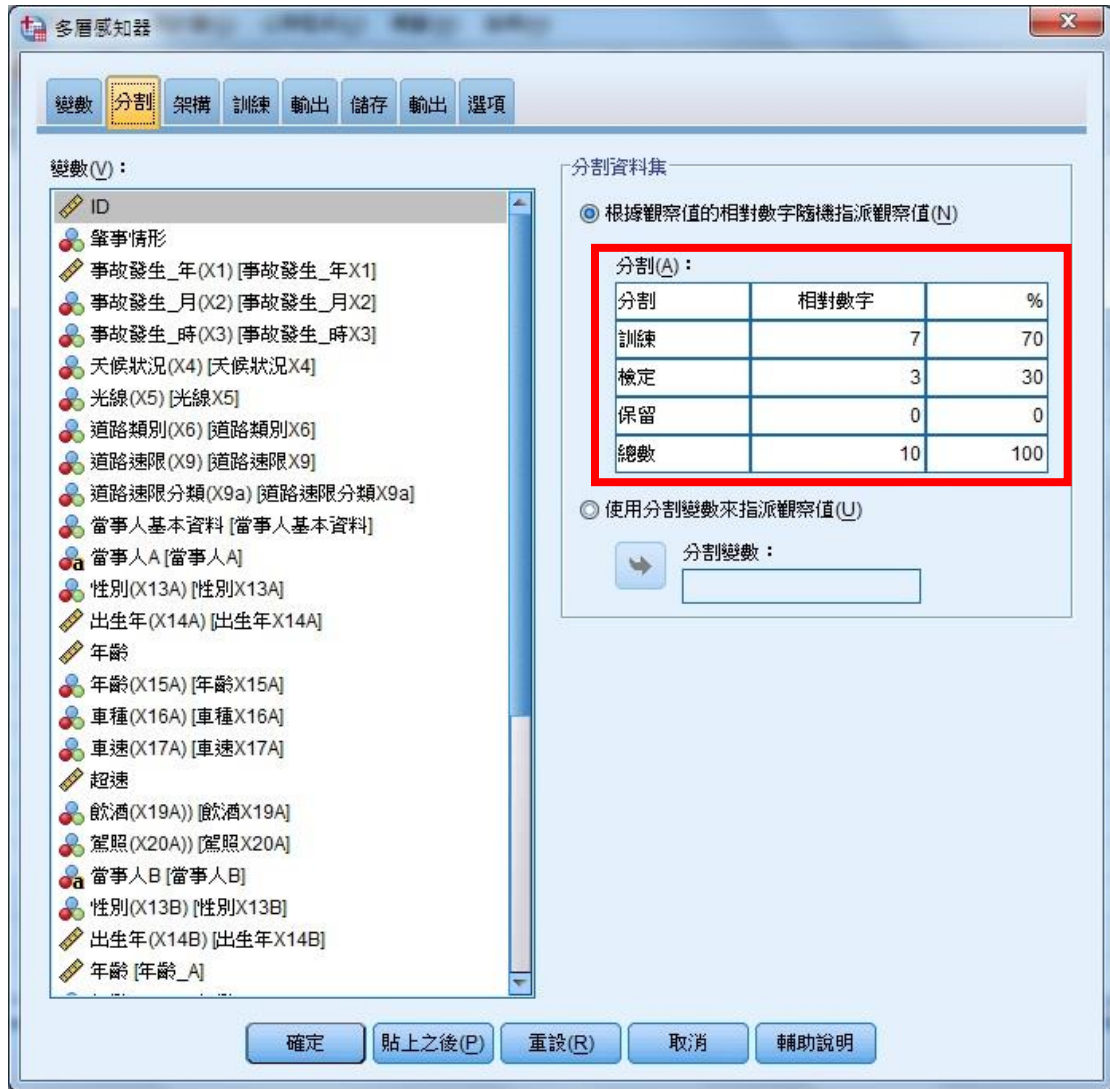 多層感知器
變數 分割 架構 訓練 輸出 儲存 輸出 選項
變數(V)：
ID
肇事情形
事故發生_年(X1) [事故發生_年X1]
事故發生_月(X2) [事故發生_月X2]
事故發生_時(X3) [事故發生_時X3]
天候狀況(X4) [天候狀況X4]
光線(X5) [光線X5]
道路類別(X6) [道路類別X6]
道路速限(X9) [道路速限X9]
道路速限分類(X9a) [道路速限分類X9a]
當事人基本資料 [當事人基本資料]
當事人A [當事人A]
性別(X13A) [性別X13A]
出生年(X14A) [出生年X14A]
年齡
年齡(X15A) [年齡X15A]
車種(X16A) [車種X16A]
車速(X17A) [車速X17A]
超速
飲酒(X19A)) [飲酒X19A]
駕照(X20A)) [駕照X20A]
當事人B [當事人B]
性別(X13B) [性別X13B]
出生年(X14B) [出生年X14B]
年齡 [年齡_A]
分割資料集
根據觀察值的相對數字隨機指派觀察值(N)
分割(A)：
分割 相對數字 %
訓練 7 70
檢定 3 30
保留 0 0
總數 10 100
使用分割變數來指派觀察值(U)
分割變數：
確定 貼上之後(P) 重設(R) 取消 輔助說明